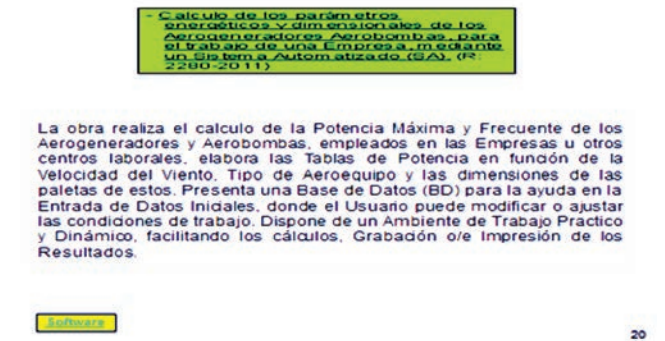 - Calculo de los parámetros
energéticos y dimensionales de los
Aerogeneradores Aerobombas, para
el trabajo de una Empresa, mediante
un Sistema Automatizado (SA). (R:
2280-2011)
La obra realiza el calculo de la Potencia Máxima y Frecuente de los
Aerogeneradores y Aerobombas, empleados en las Empresas u otros
centros laborales, elabora las Tablas de Potencia en función de la
Velocidad del Viento, Tipo de Aeroequipo y las dimensiones de las
paletas de estos. Presenta una Base de Datos (BD) para la ayuda en la
Entrada de Datos Iniciales, donde el Usuario puede modificar o ajustar
las condiciones de trabajo. Dispone de un Ambiente de Trabajo Practico
y Dinámico, facilitando los cálculos, Grabación o/e Impresión de los
Resultados.
Software
20